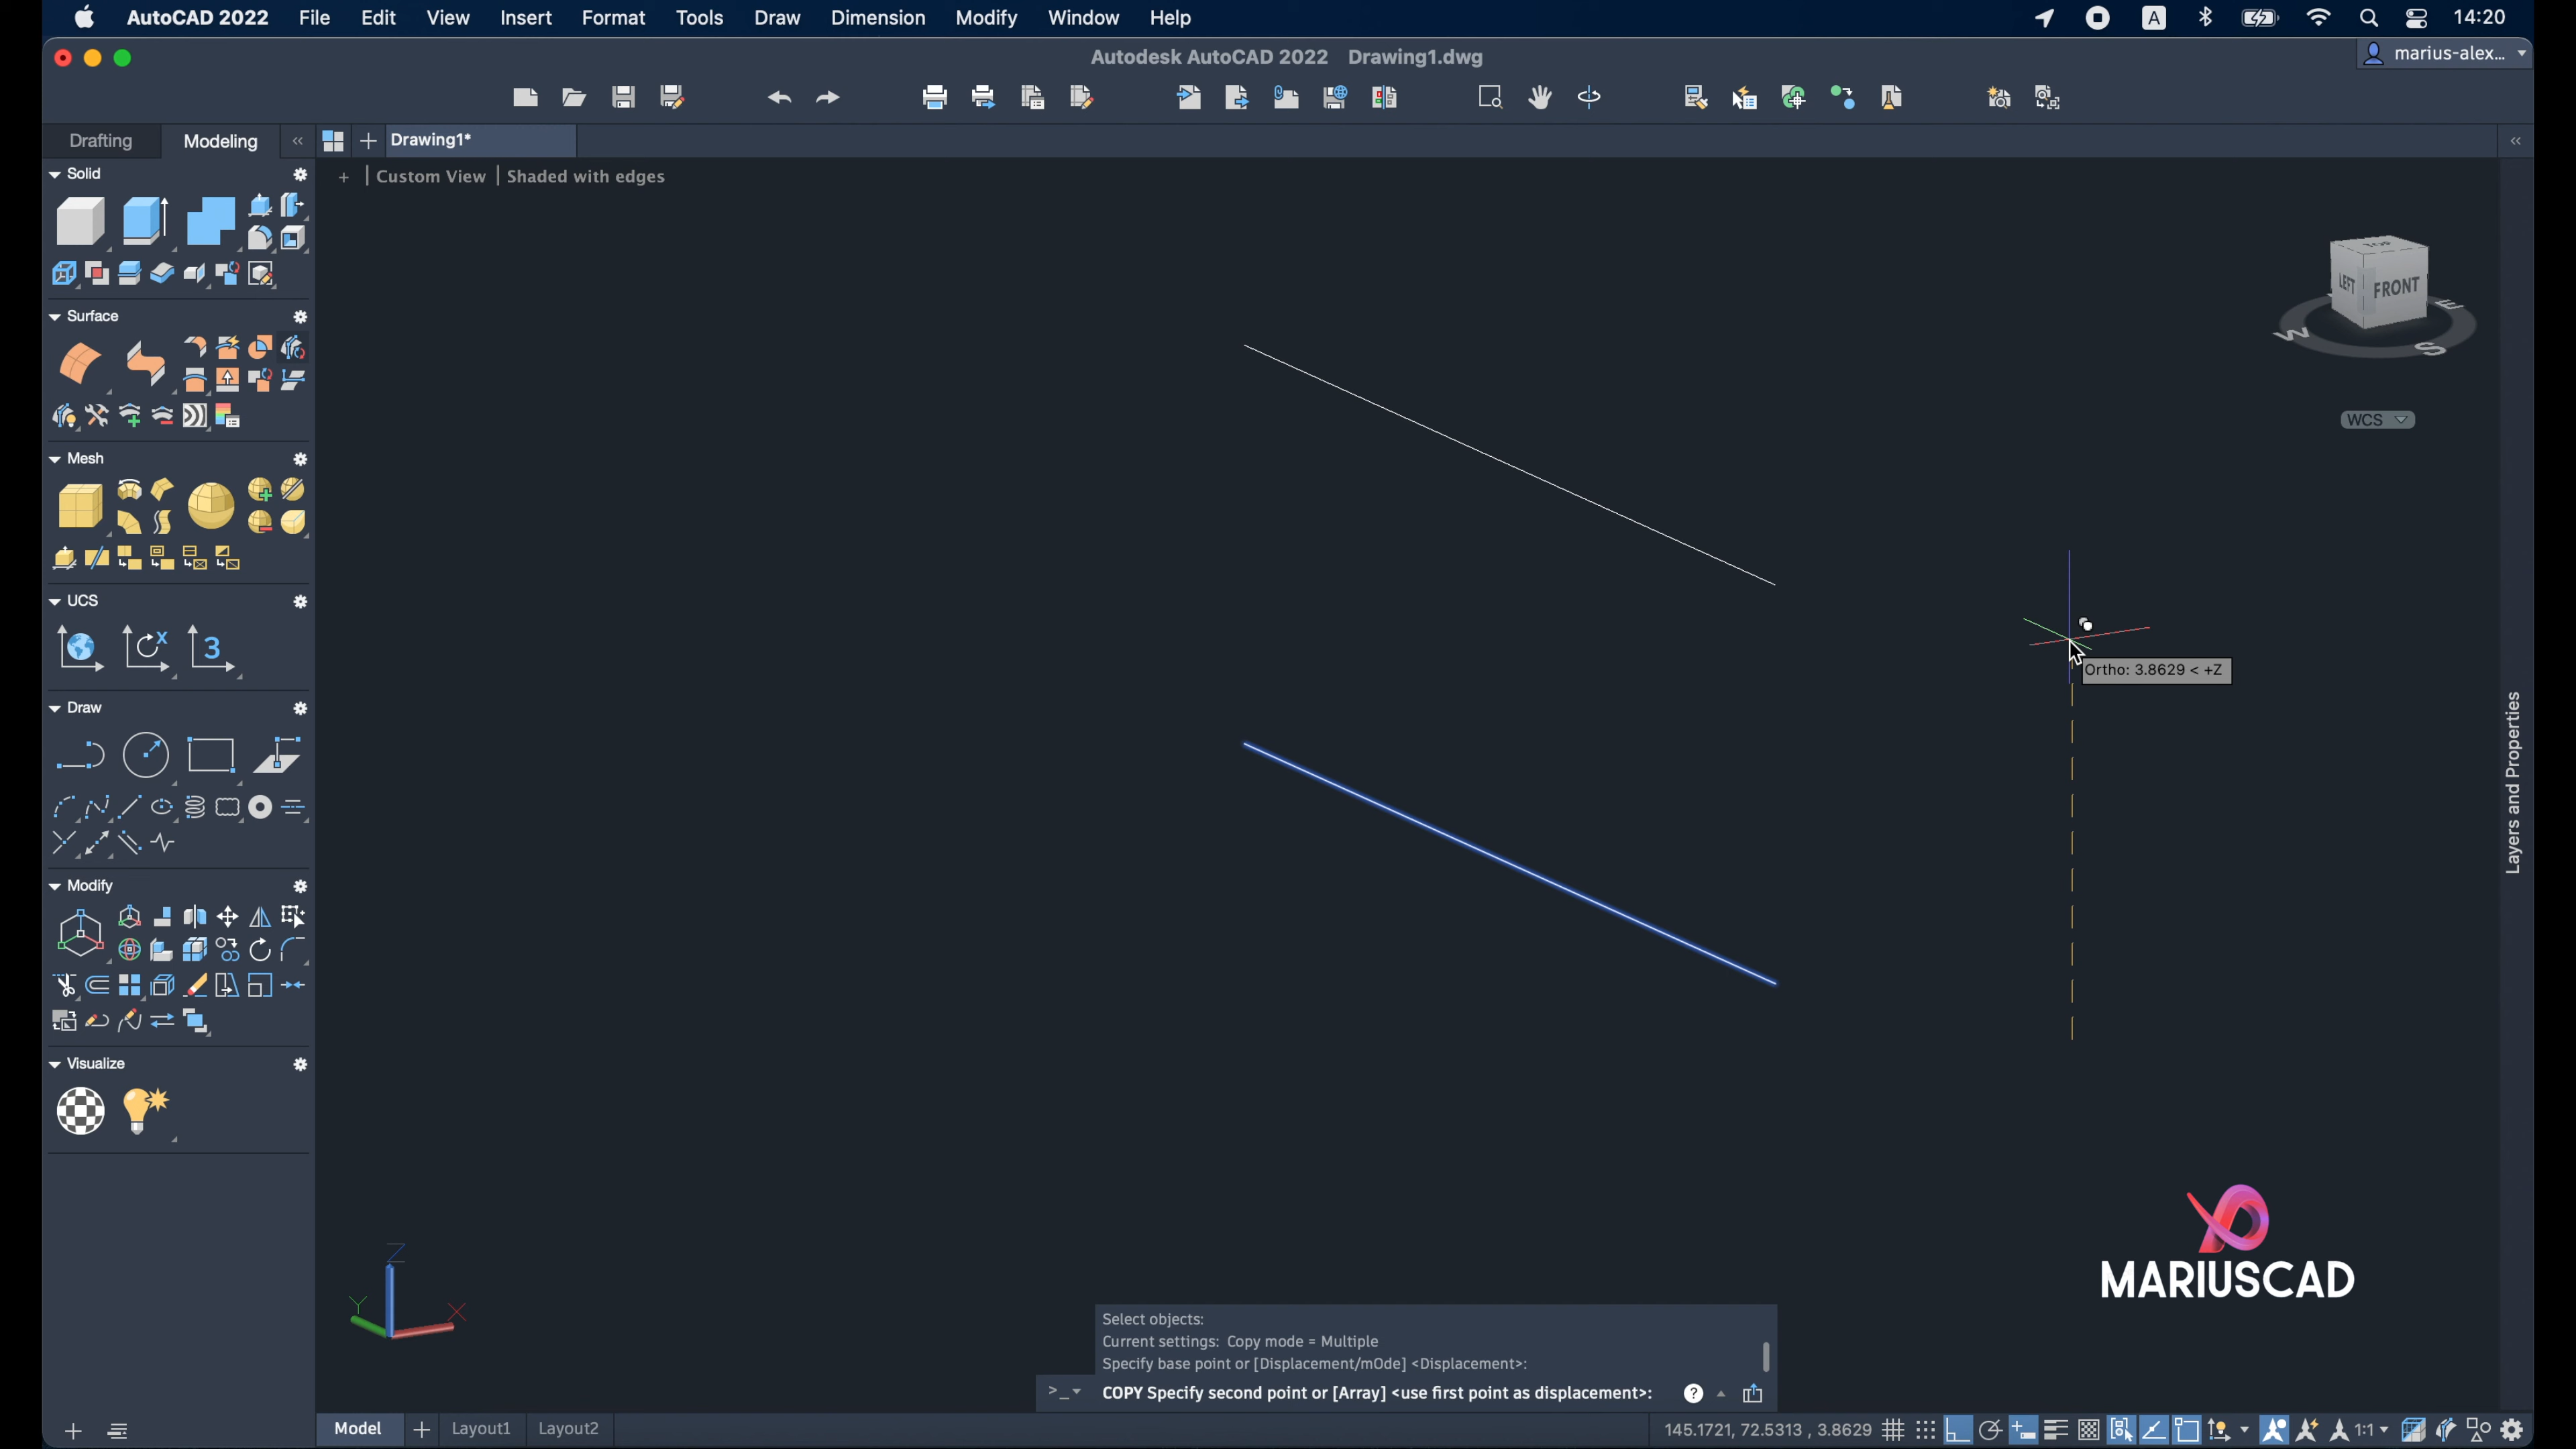 AutoCAD 2022 File Edit View Insert Format Tools Draw Dimension Modify Window Help A 14:20
Autodesk AutoCAD 2022 Drawing1.dwg marius-alex...
Drafting Modeling « + Drawing1* «
Solid
+ | Custom View | Shaded with edges
TOP
LEFT FRONT
W S E
WCS
Surface
Mesh
UCS
X 3
Ortho: 3.8629 < +Z
Draw
Layers and Properties
Modify
Visualize
MARIUSCAD
Z
Y X
Select objects:
Current settings: Copy mode = Multiple
Specify base point or [Displacement/mOde] <Displacement>:
>_ COPY Specify second point or [Array] <use first point as displacement>: ?
+ Model + Layout1 Layout2 145.1721, 72.5313 , 3.8629 1:1